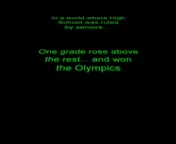 In a world where High
School was ruled
by seniors...
One grade rose above
the rest... and won
the Olympics